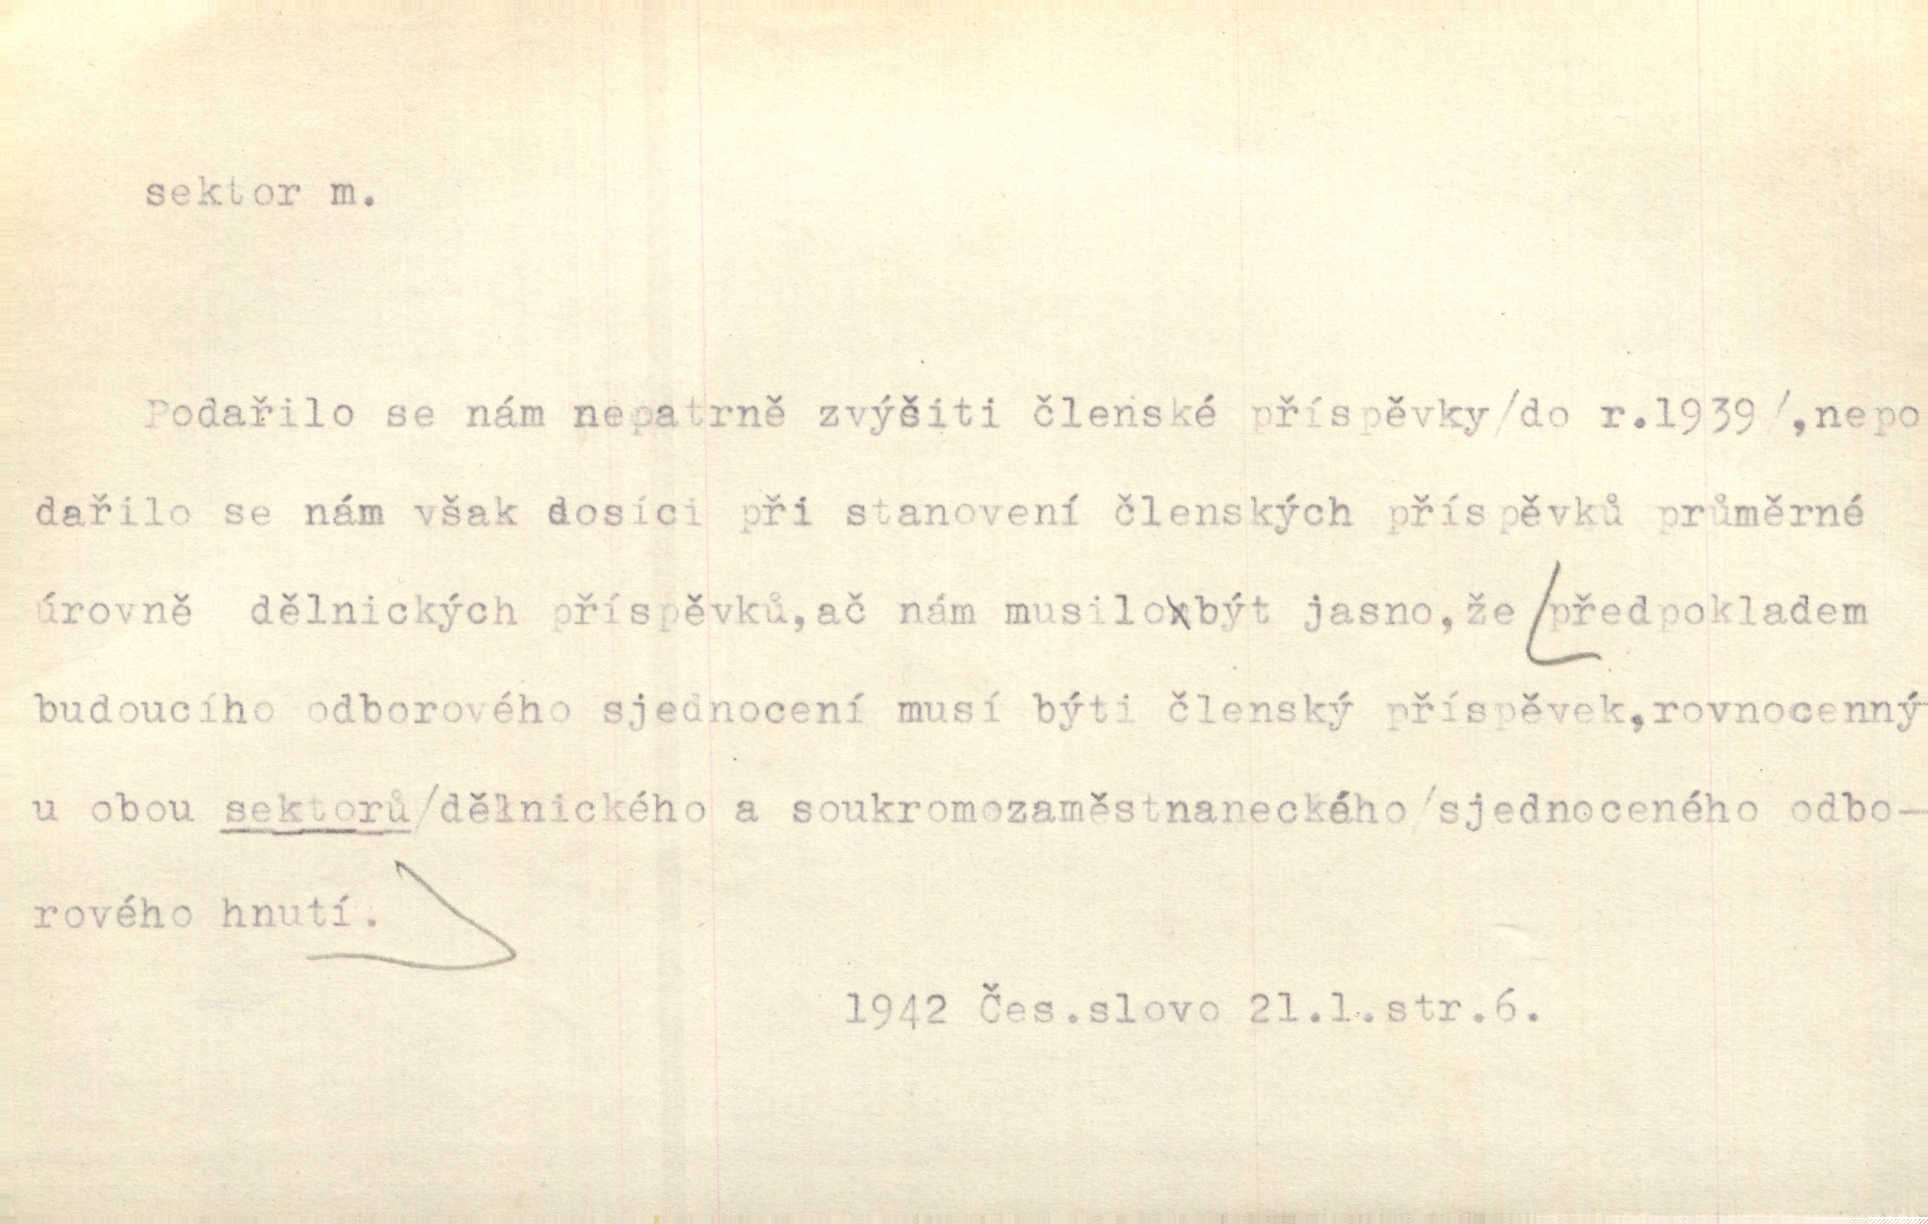 sektor m.
Podařilo se nám nepatrně zvýšiti členské příspěvky/do r.1939/,nepo
dařilo se nám však dosíci při stanovení členských příspěvků průměrné
úrovně dělnických příspěvků,ač nám musilo být jasno,že předpokladem
budoucího odborového sjednocení musí býti členský příspěvek,rovnocenný
u obou sektorů/dělnického a soukromozaměstnaneckého/sjednoceného odbo-
rového hnutí.
1942 Čes.slovo 21.1.str.6.